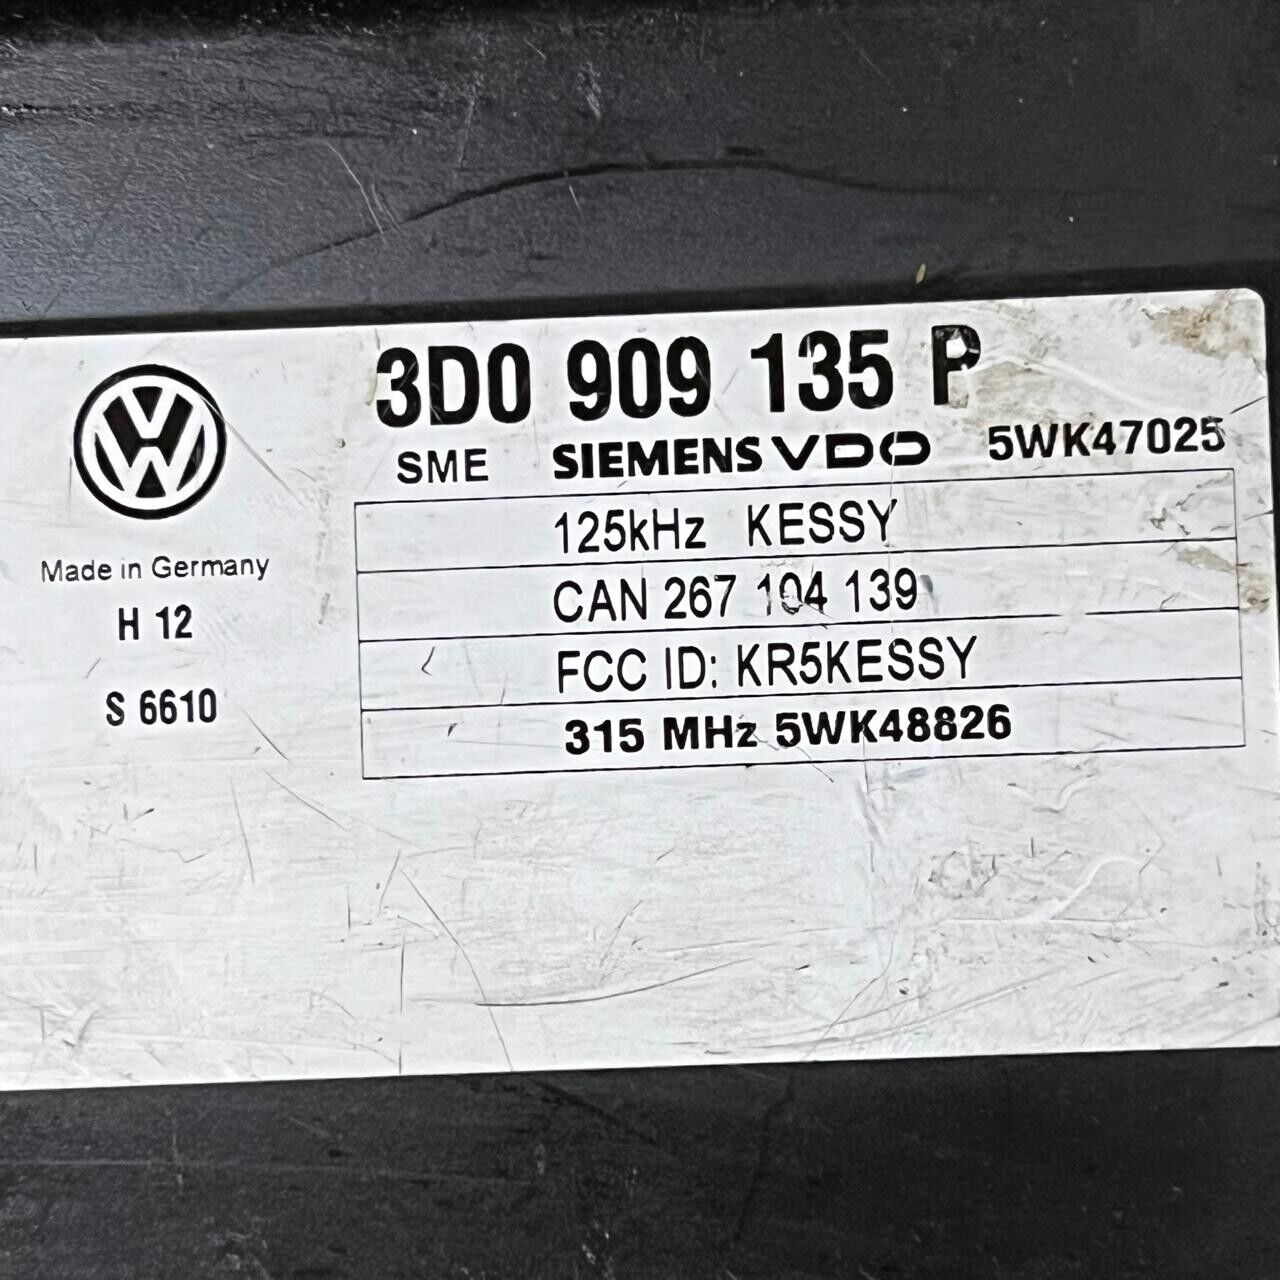 3D0 909 135 P
SME SIEMENS VDO 5WK47025
125kHz KESSY
CAN 267 104 139
FCC ID: KR5KESSY
315 MHz 5WK48826
VW
Made in Germany
H 12
S 6610